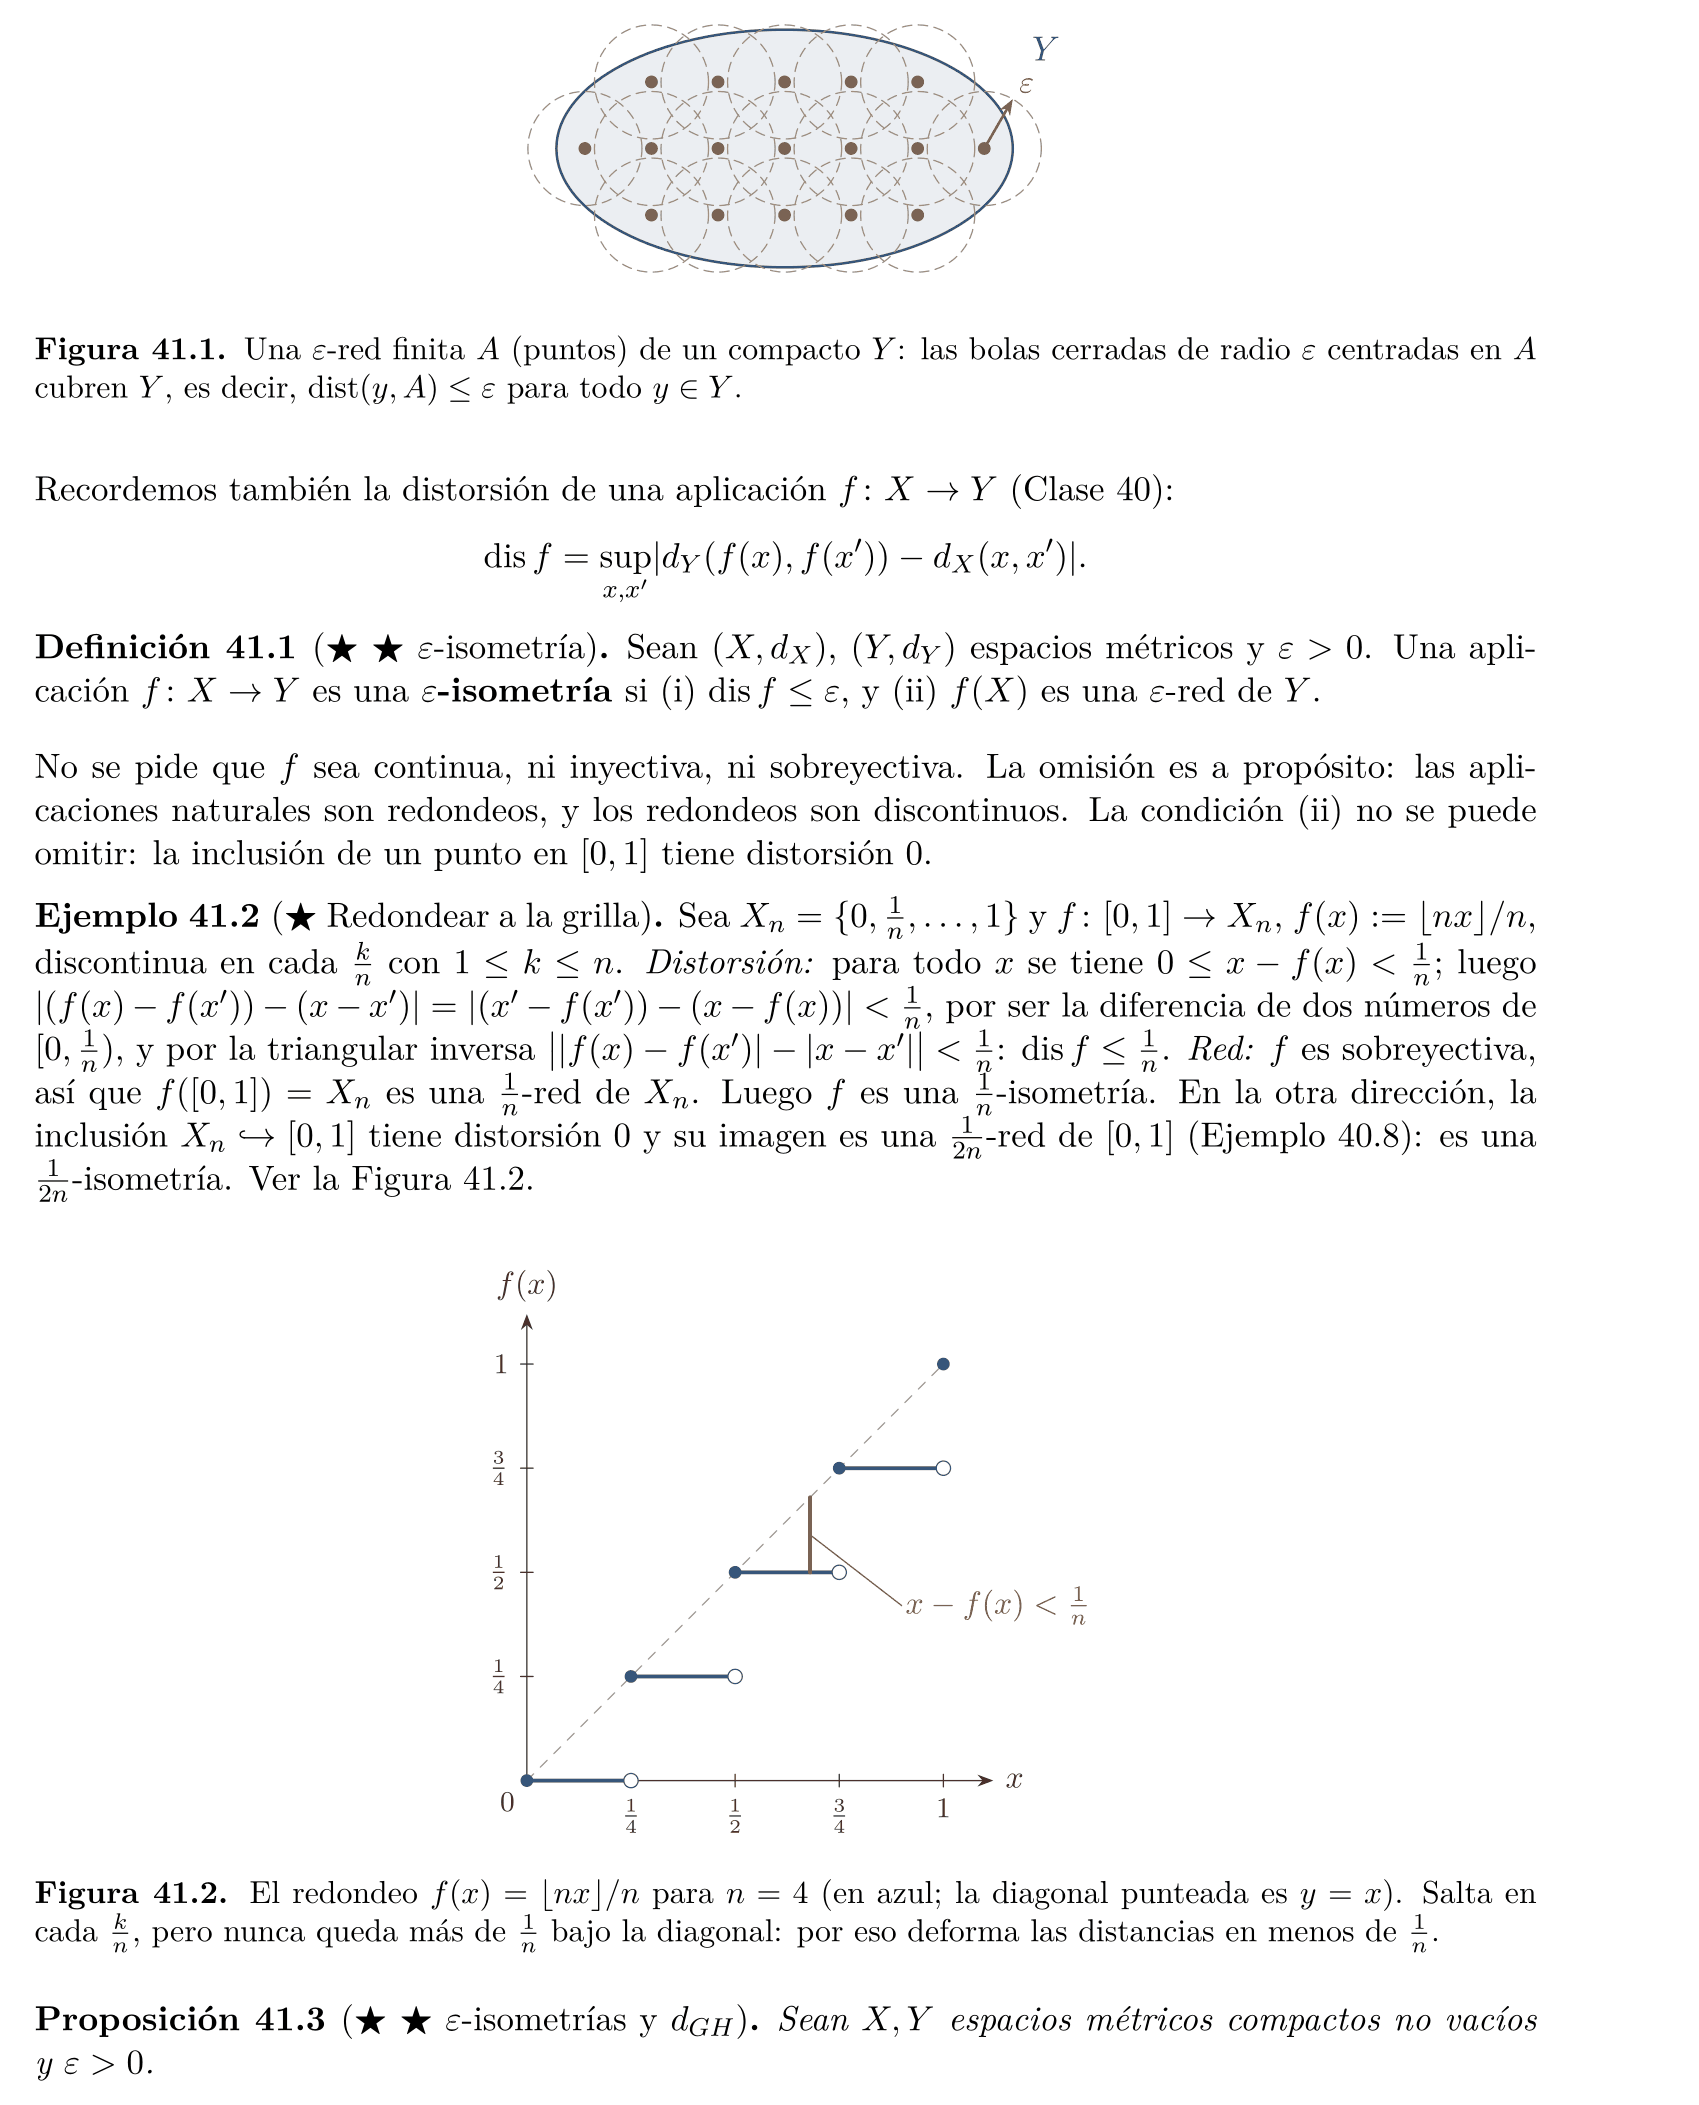 Y
ε
Figura 41.1. Una ε-red finita A (puntos) de un compacto Y: las bolas cerradas de radio ε centradas en A
cubren Y, es decir, dist(y, A) ≤ ε para todo y ∈ Y.
Recordemos también la distorsión de una aplicación f: X → Y (Clase 40):
dis f = sup_{x,x′} |d_Y(f(x), f(x′)) − d_X(x, x′)|.
Definición 41.1 (★ ★ ε-isometría). Sean (X, d_X), (Y, d_Y) espacios métricos y ε > 0. Una apli-
cación f: X → Y es una ε-isometría si (i) dis f ≤ ε, y (ii) f(X) es una ε-red de Y.
No se pide que f sea continua, ni inyectiva, ni sobreyectiva. La omisión es a propósito: las apli-
caciones naturales son redondeos, y los redondeos son discontinuos. La condición (ii) no se puede
omitir: la inclusión de un punto en [0, 1] tiene distorsión 0.
Ejemplo 41.2 (★ Redondear a la grilla). Sea X_n = {0, 1/n, . . . , 1} y f: [0, 1] → X_n, f(x) := ⌊nx⌋/n,
discontinua en cada k/n con 1 ≤ k ≤ n. Distorsión: para todo x se tiene 0 ≤ x − f(x) < 1/n; luego
|(f(x) − f(x′)) − (x − x′)| = |(x′ − f(x′)) − (x − f(x))| < 1/n, por ser la diferencia de dos números de
[0, 1/n), y por la triangular inversa ||f(x) − f(x′)| − |x − x′|| < 1/n: dis f ≤ 1/n. Red: f es sobreyectiva,
así que f([0, 1]) = X_n es una 1/n-red de X_n. Luego f es una 1/n-isometría. En la otra dirección, la
inclusión X_n ↪ [0, 1] tiene distorsión 0 y su imagen es una 1/2n-red de [0, 1] (Ejemplo 40.8): es una
1/2n-isometría. Ver la Figura 41.2.
f(x)
1
3/4
1/2
x − f(x) < 1/n
1/4
x
0
1/4 1/2 3/4 1
Figura 41.2. El redondeo f(x) = ⌊nx⌋/n para n = 4 (en azul; la diagonal punteada es y = x). Salta en
cada k/n, pero nunca queda más de 1/n bajo la diagonal: por eso deforma las distancias en menos de 1/n.
Proposición 41.3 (★ ★ ε-isometrías y d_{GH}). Sean X, Y espacios métricos compactos no vacíos
y ε > 0.